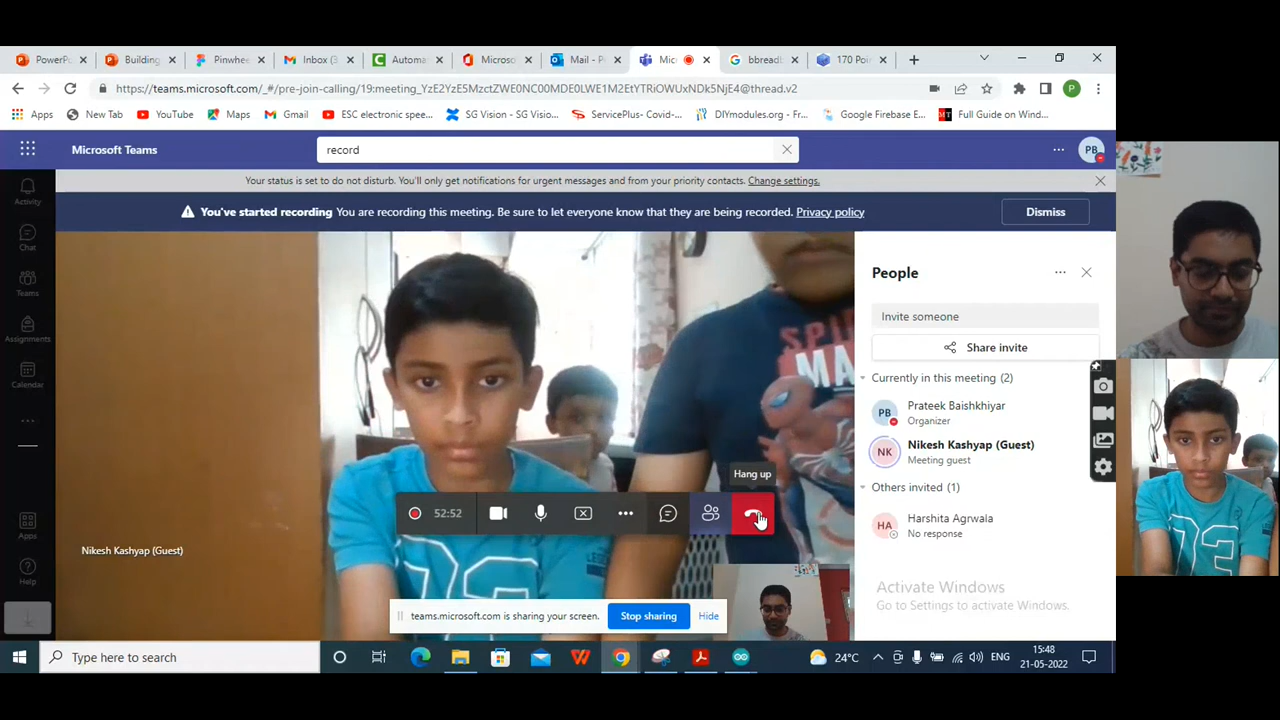 PowerP
Building
Pinwhee
Inbox (3
Automa
Microso
Mail - P
Mic
bbreadb
170 Poi
https://teams.microsoft.com/_#/pre-join-calling/19:meeting_YzE2YzE5MzctZWE0NC00MDE0LWE1M2EtYTRiOWUxNDk5NjE4@thread.v2
P
Apps
New Tab
YouTube
Maps
Gmail
ESC electronic spee...
SG Vision - SG Visio...
ServicePlus- Covid-...
DIYmodules.org - Fr...
Google Firebase E...
Full Guide on Wind...
Microsoft Teams
record
PB
Your status is set to do not disturb. You'll only get notifications for urgent messages and from your priority contacts. Change settings.
You've started recording You are recording this meeting. Be sure to let everyone know that they are being recorded. Privacy policy
Dismiss
Activity
Chat
Teams
Assignments
Calendar
Apps
Help
SPI
MA
73
Hang up
52:52
Nikesh Kashyap (Guest)
teams.microsoft.com is sharing your screen.
Stop sharing
Hide
People
Invite someone
Share invite
Currently in this meeting (2)
PB
Prateek Baishkhiyar
Organizer
NK
Nikesh Kashyap (Guest)
Meeting guest
Others invited (1)
HA
Harshita Agrwala
No response
Activate Windows
Go to Settings to activate Windows.
73
Type here to search
24°C
ENG
15:48
21-05-2022